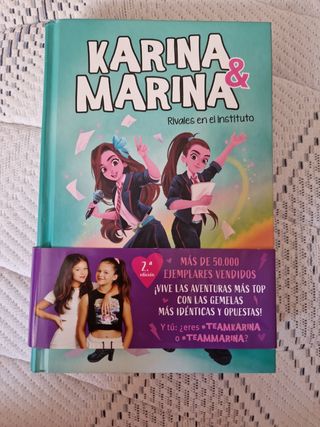 KARINA
&
MARINA
Rivales en el instituto
2.ª
edición
MÁS DE 50.000
EJEMPLARES VENDIDOS
¡VIVE LAS AVENTURAS MÁS TOP
CON LAS GEMELAS
MÁS IDÉNTICAS Y OPUESTAS!
Y tú: ¿eres #TEAMKARINA
o #TEAMMARINA?